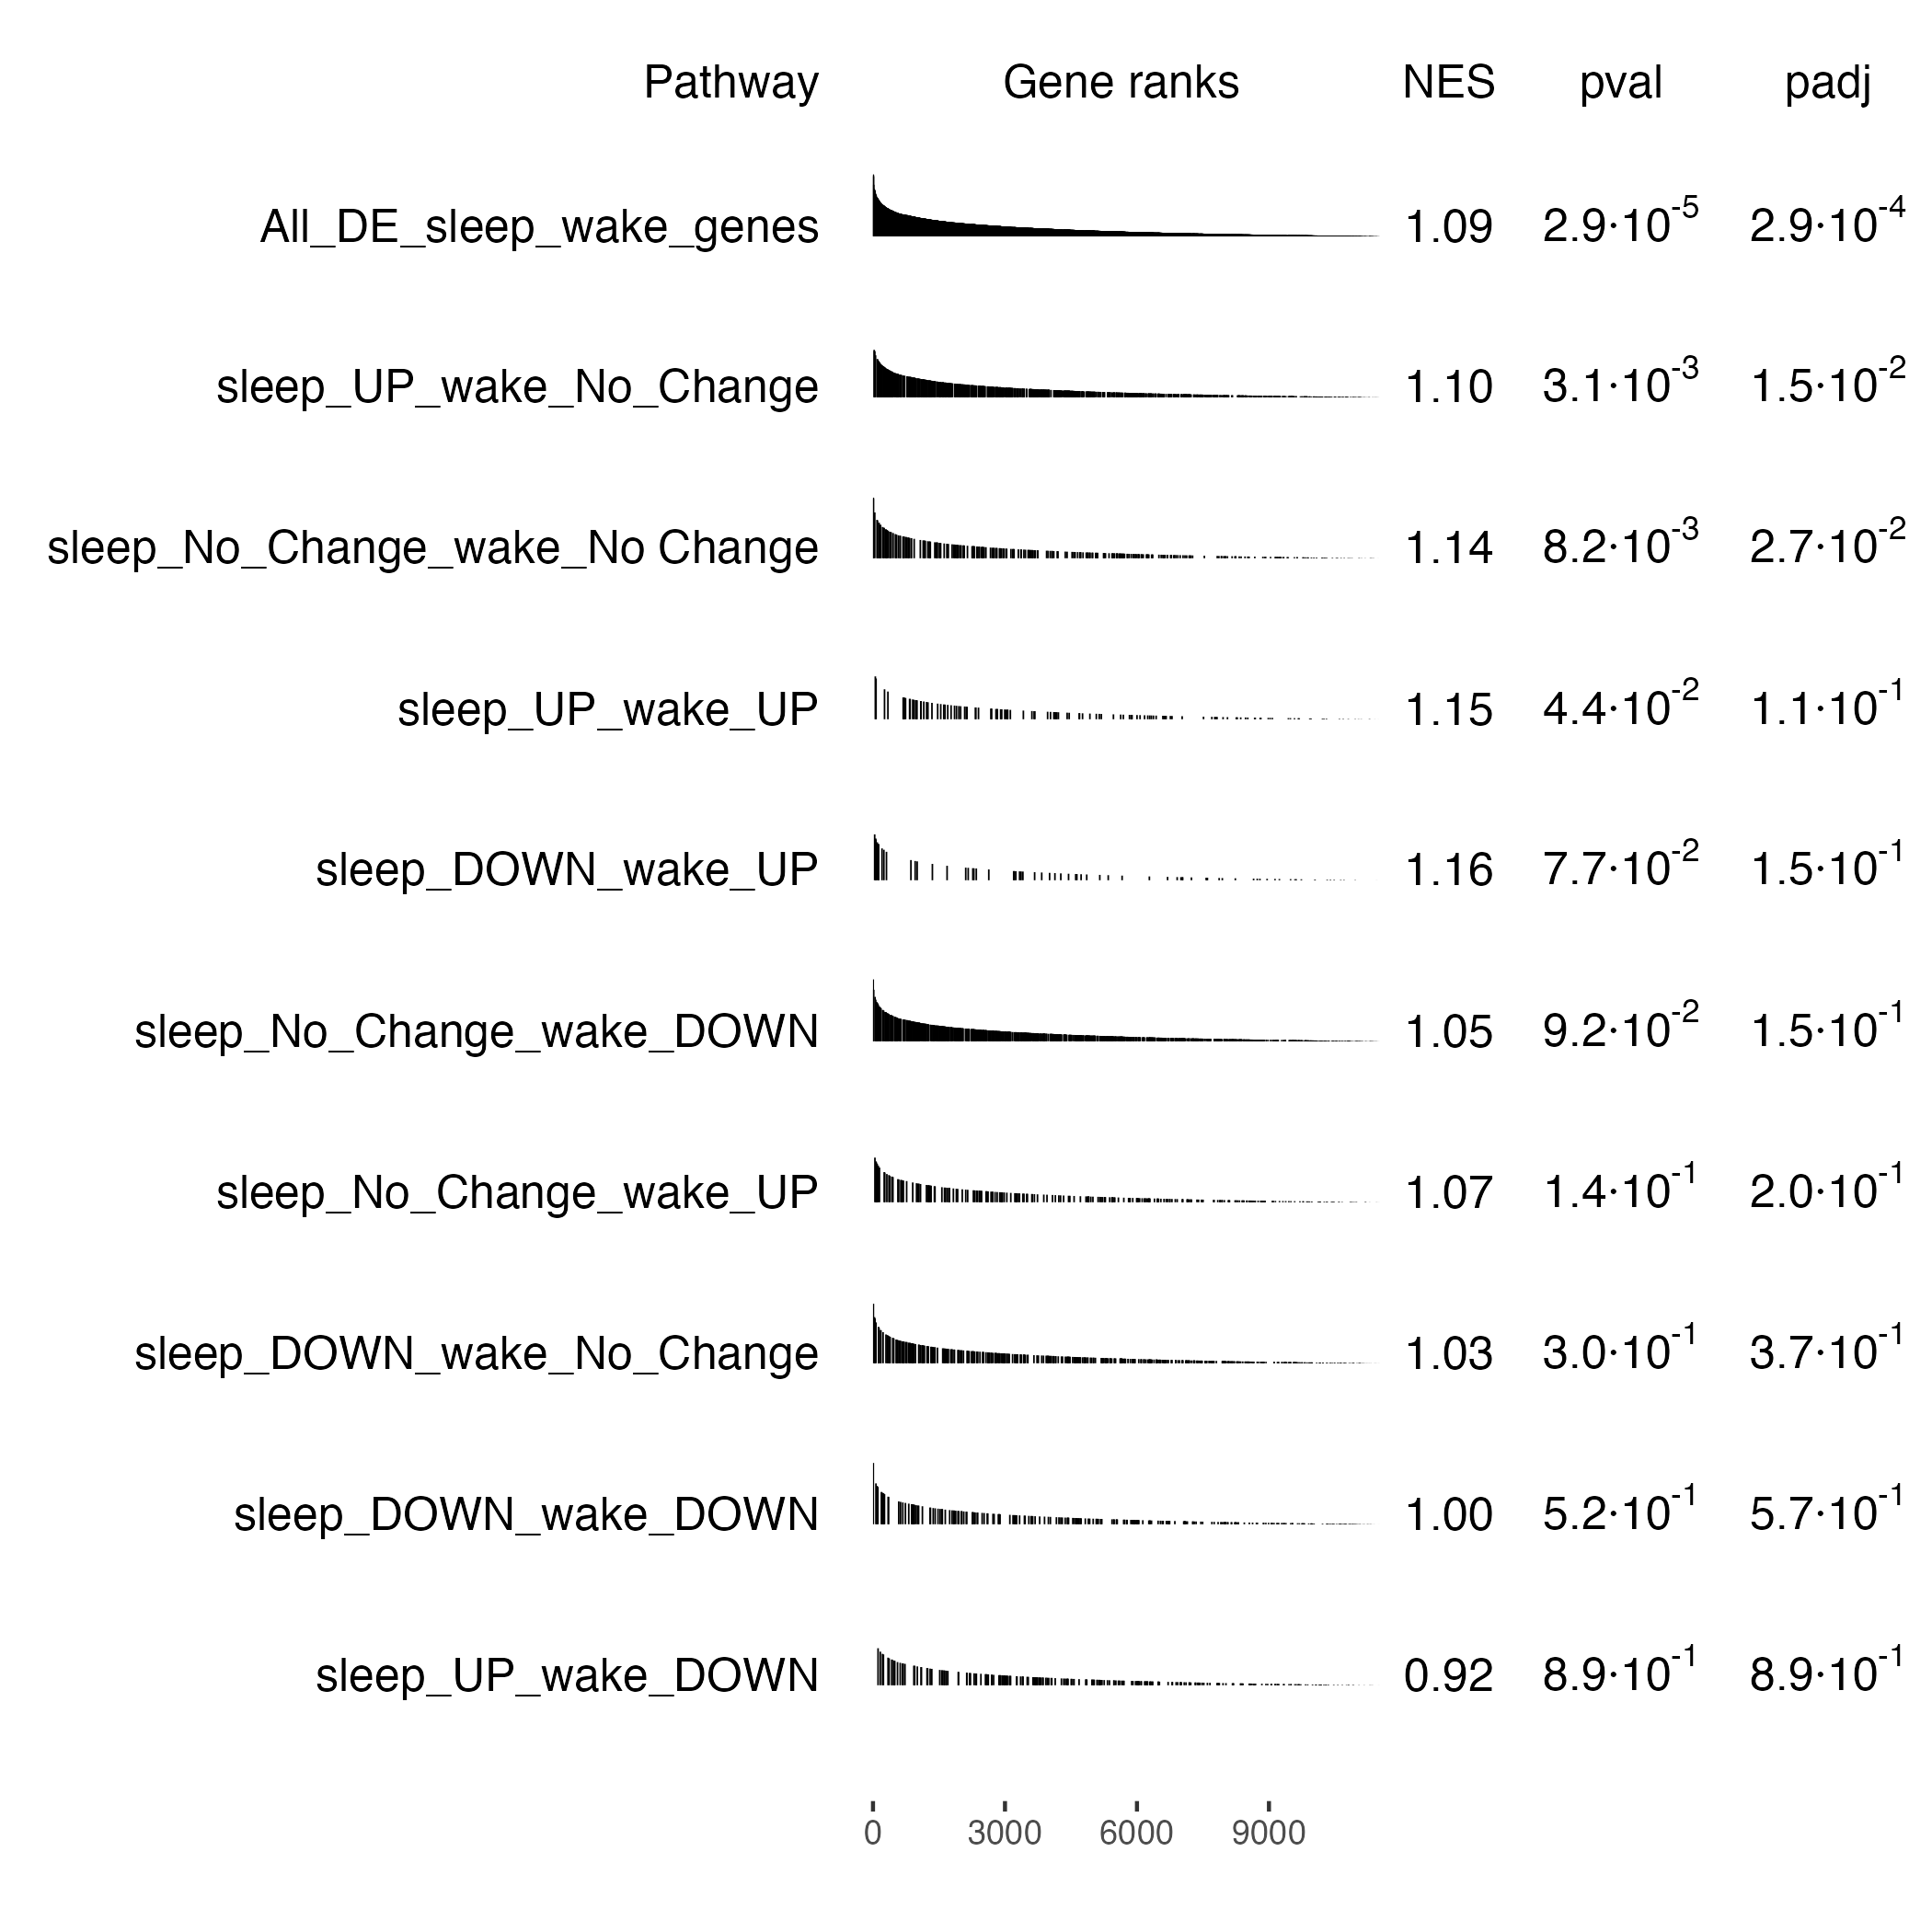 Pathway Gene ranks NES pval padj
All_DE_sleep_wake_genes 1.09 2.9·10⁻⁵ 2.9·10⁻⁴
sleep_UP_wake_No_Change 1.10 3.1·10⁻³ 1.5·10⁻²
sleep_No_Change_wake_No Change 1.14 8.2·10⁻³ 2.7·10⁻²
sleep_UP_wake_UP 1.15 4.4·10⁻² 1.1·10⁻¹
sleep_DOWN_wake_UP 1.16 7.7·10⁻² 1.5·10⁻¹
sleep_No_Change_wake_DOWN 1.05 9.2·10⁻² 1.5·10⁻¹
sleep_No_Change_wake_UP 1.07 1.4·10⁻¹ 2.0·10⁻¹
sleep_DOWN_wake_No_Change 1.03 3.0·10⁻¹ 3.7·10⁻¹
sleep_DOWN_wake_DOWN 1.00 5.2·10⁻¹ 5.7·10⁻¹
sleep_UP_wake_DOWN 0.92 8.9·10⁻¹ 8.9·10⁻¹
0 3000 6000 9000